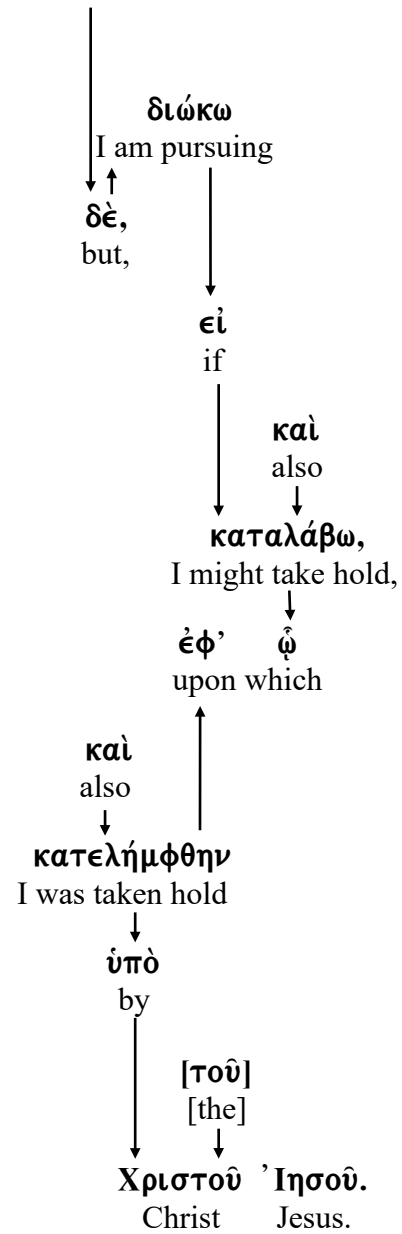 διώκω
I am pursuing
δὲ,
but,
εἰ
if
καὶ
also
καταλάβω,
I might take hold,
ἐφ’ ᾧ
upon which
καὶ
also
κατελήμφθην
I was taken hold
ὑπὸ
by
[τοῦ]
[the]
Χριστοῦ Ἰησοῦ.
Christ Jesus.